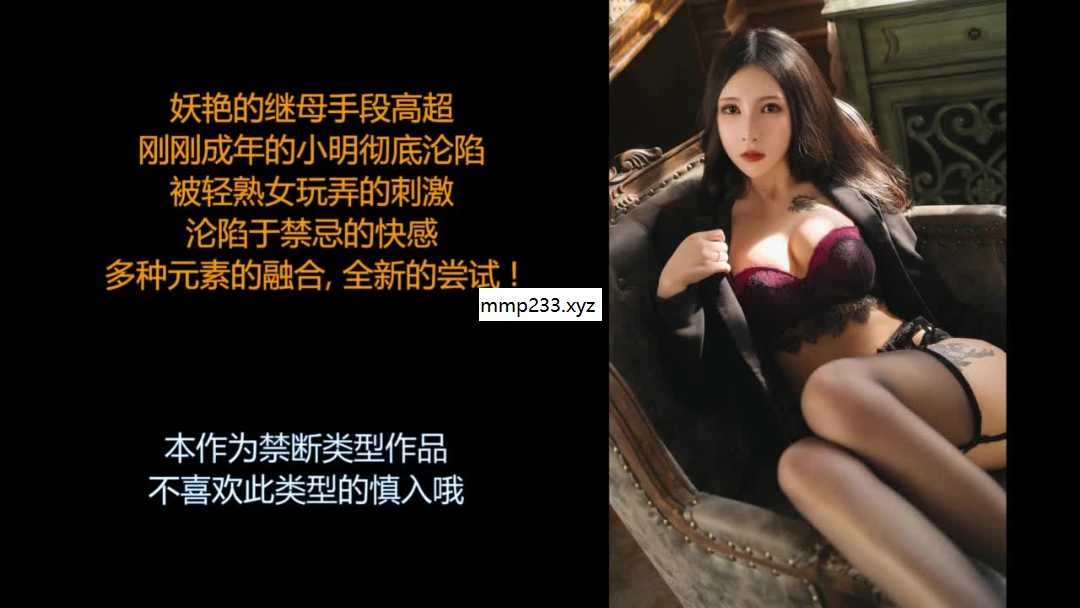 妖艳的继母手段高超
刚刚成年的小明彻底沦陷
被轻熟女玩弄的刺激
沦陷于禁忌的快感
多种元素的融合, 全新的尝试！
mmp233.xyz
本作为禁断类型作品
不喜欢此类型的慎入哦